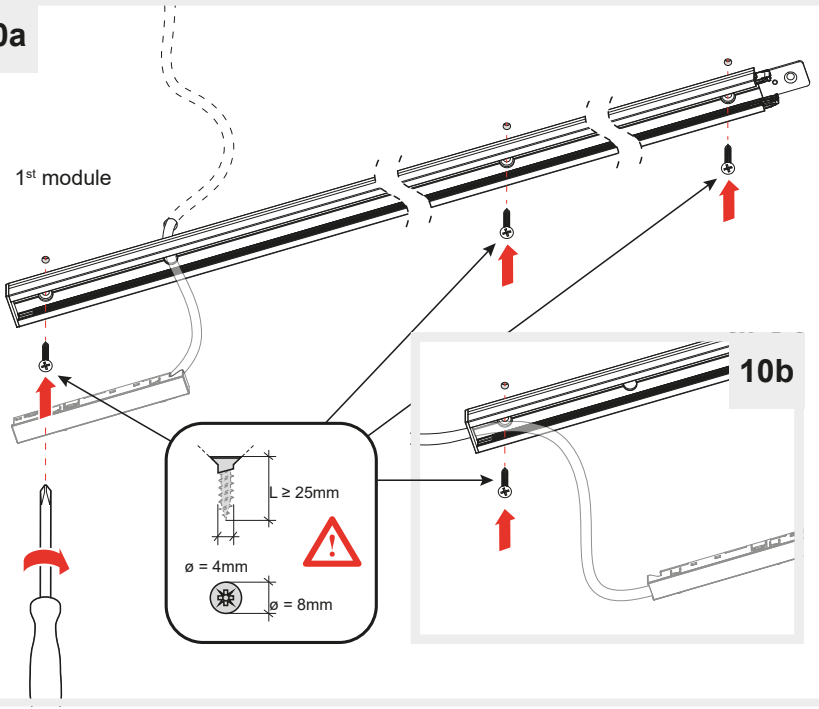 0a
1st module
10b
L ≥ 25mm
!
ø = 4mm
ø = 8mm